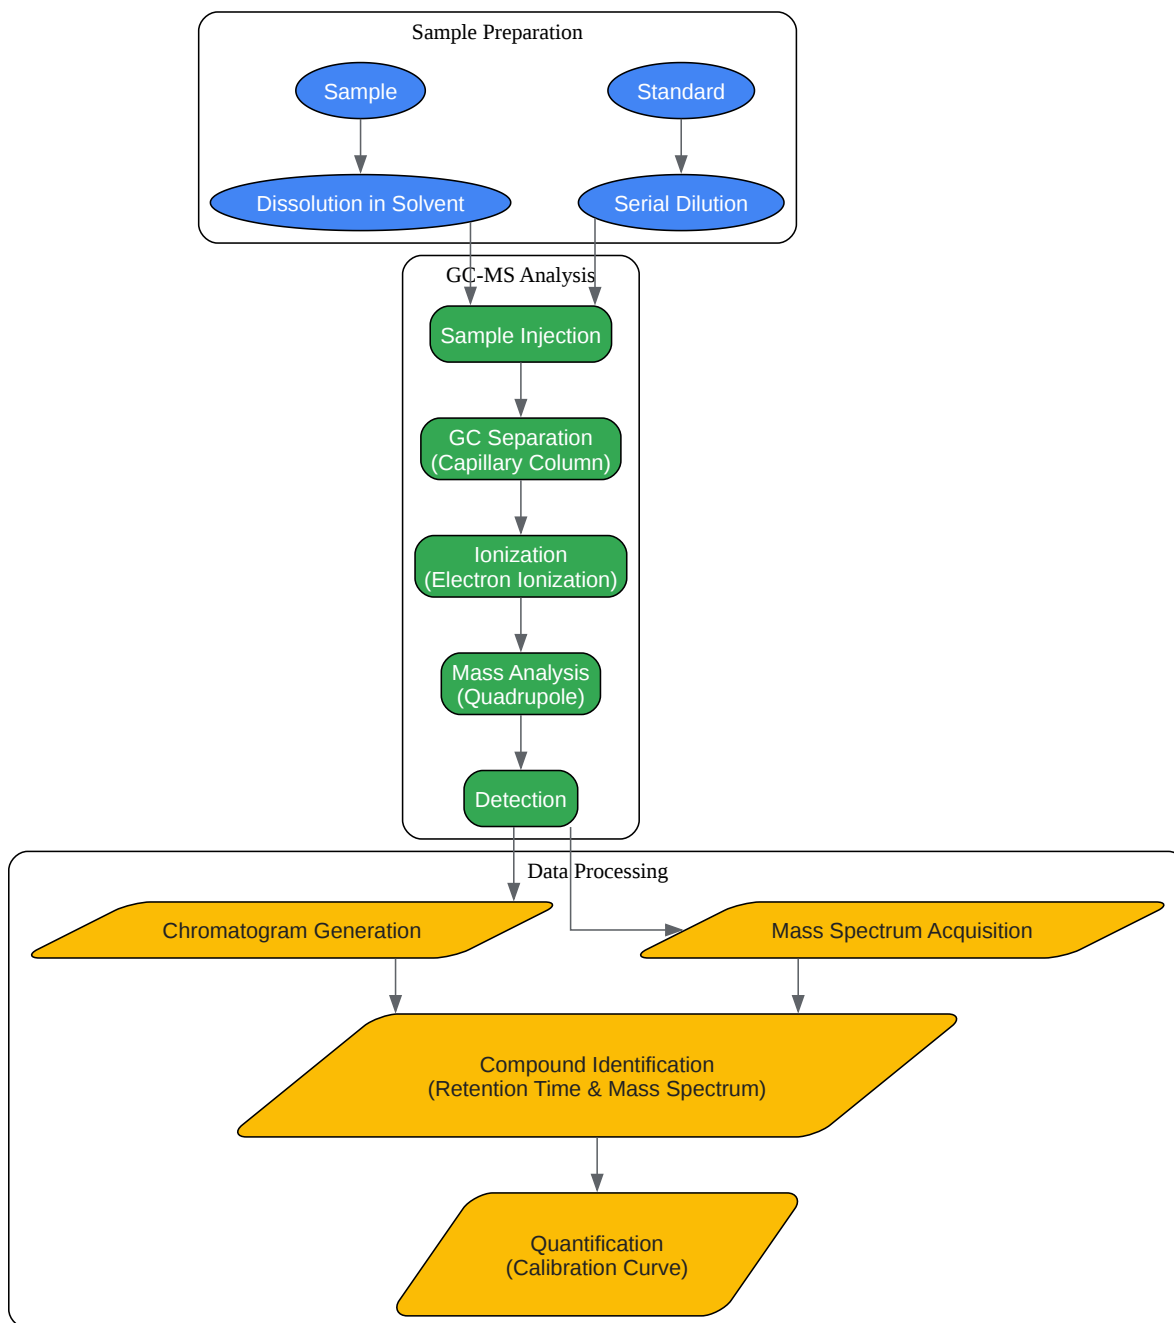 Sample Preparation
Sample
Standard
Dissolution in Solvent
Serial Dilution
GC-MS Analysis
Sample Injection
GC Separation
(Capillary Column)
Ionization
(Electron Ionization)
Mass Analysis
(Quadrupole)
Detection
Data Processing
Chromatogram Generation
Mass Spectrum Acquisition
Compound Identification
(Retention Time & Mass Spectrum)
Quantification
(Calibration Curve)